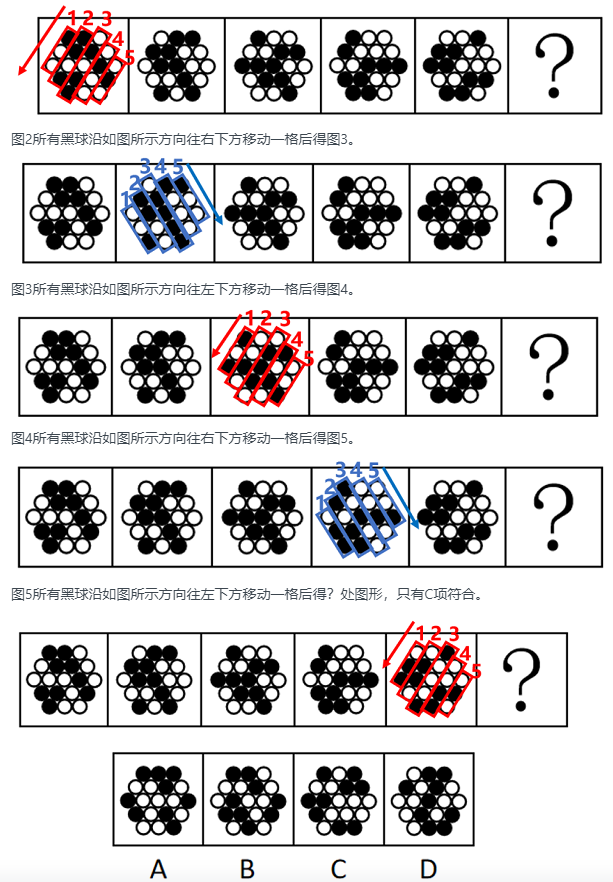 1 2 3
4
5
?
图2所有黑球沿如图所示方向往右下方移动一格后得图3。
3 4 5
2
1
?
图3所有黑球沿如图所示方向往左下方移动一格后得图4。
1 2 3
4
5
?
图4所有黑球沿如图所示方向往右下方移动一格后得图5。
3 4 5
2
1
?
图5所有黑球沿如图所示方向往左下方移动一格后得？处图形，只有C项符合。
1 2 3
4
5
?
A B C D